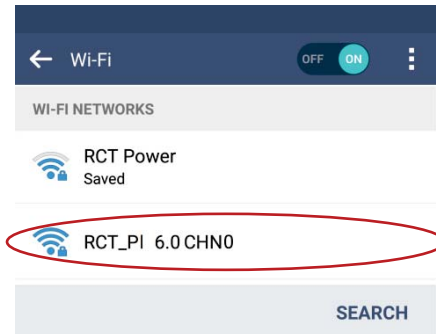 Wi-Fi OFF ON
WI-FI NETWORKS
RCT Power
Saved
RCT_PI 6.0 CHN0
SEARCH